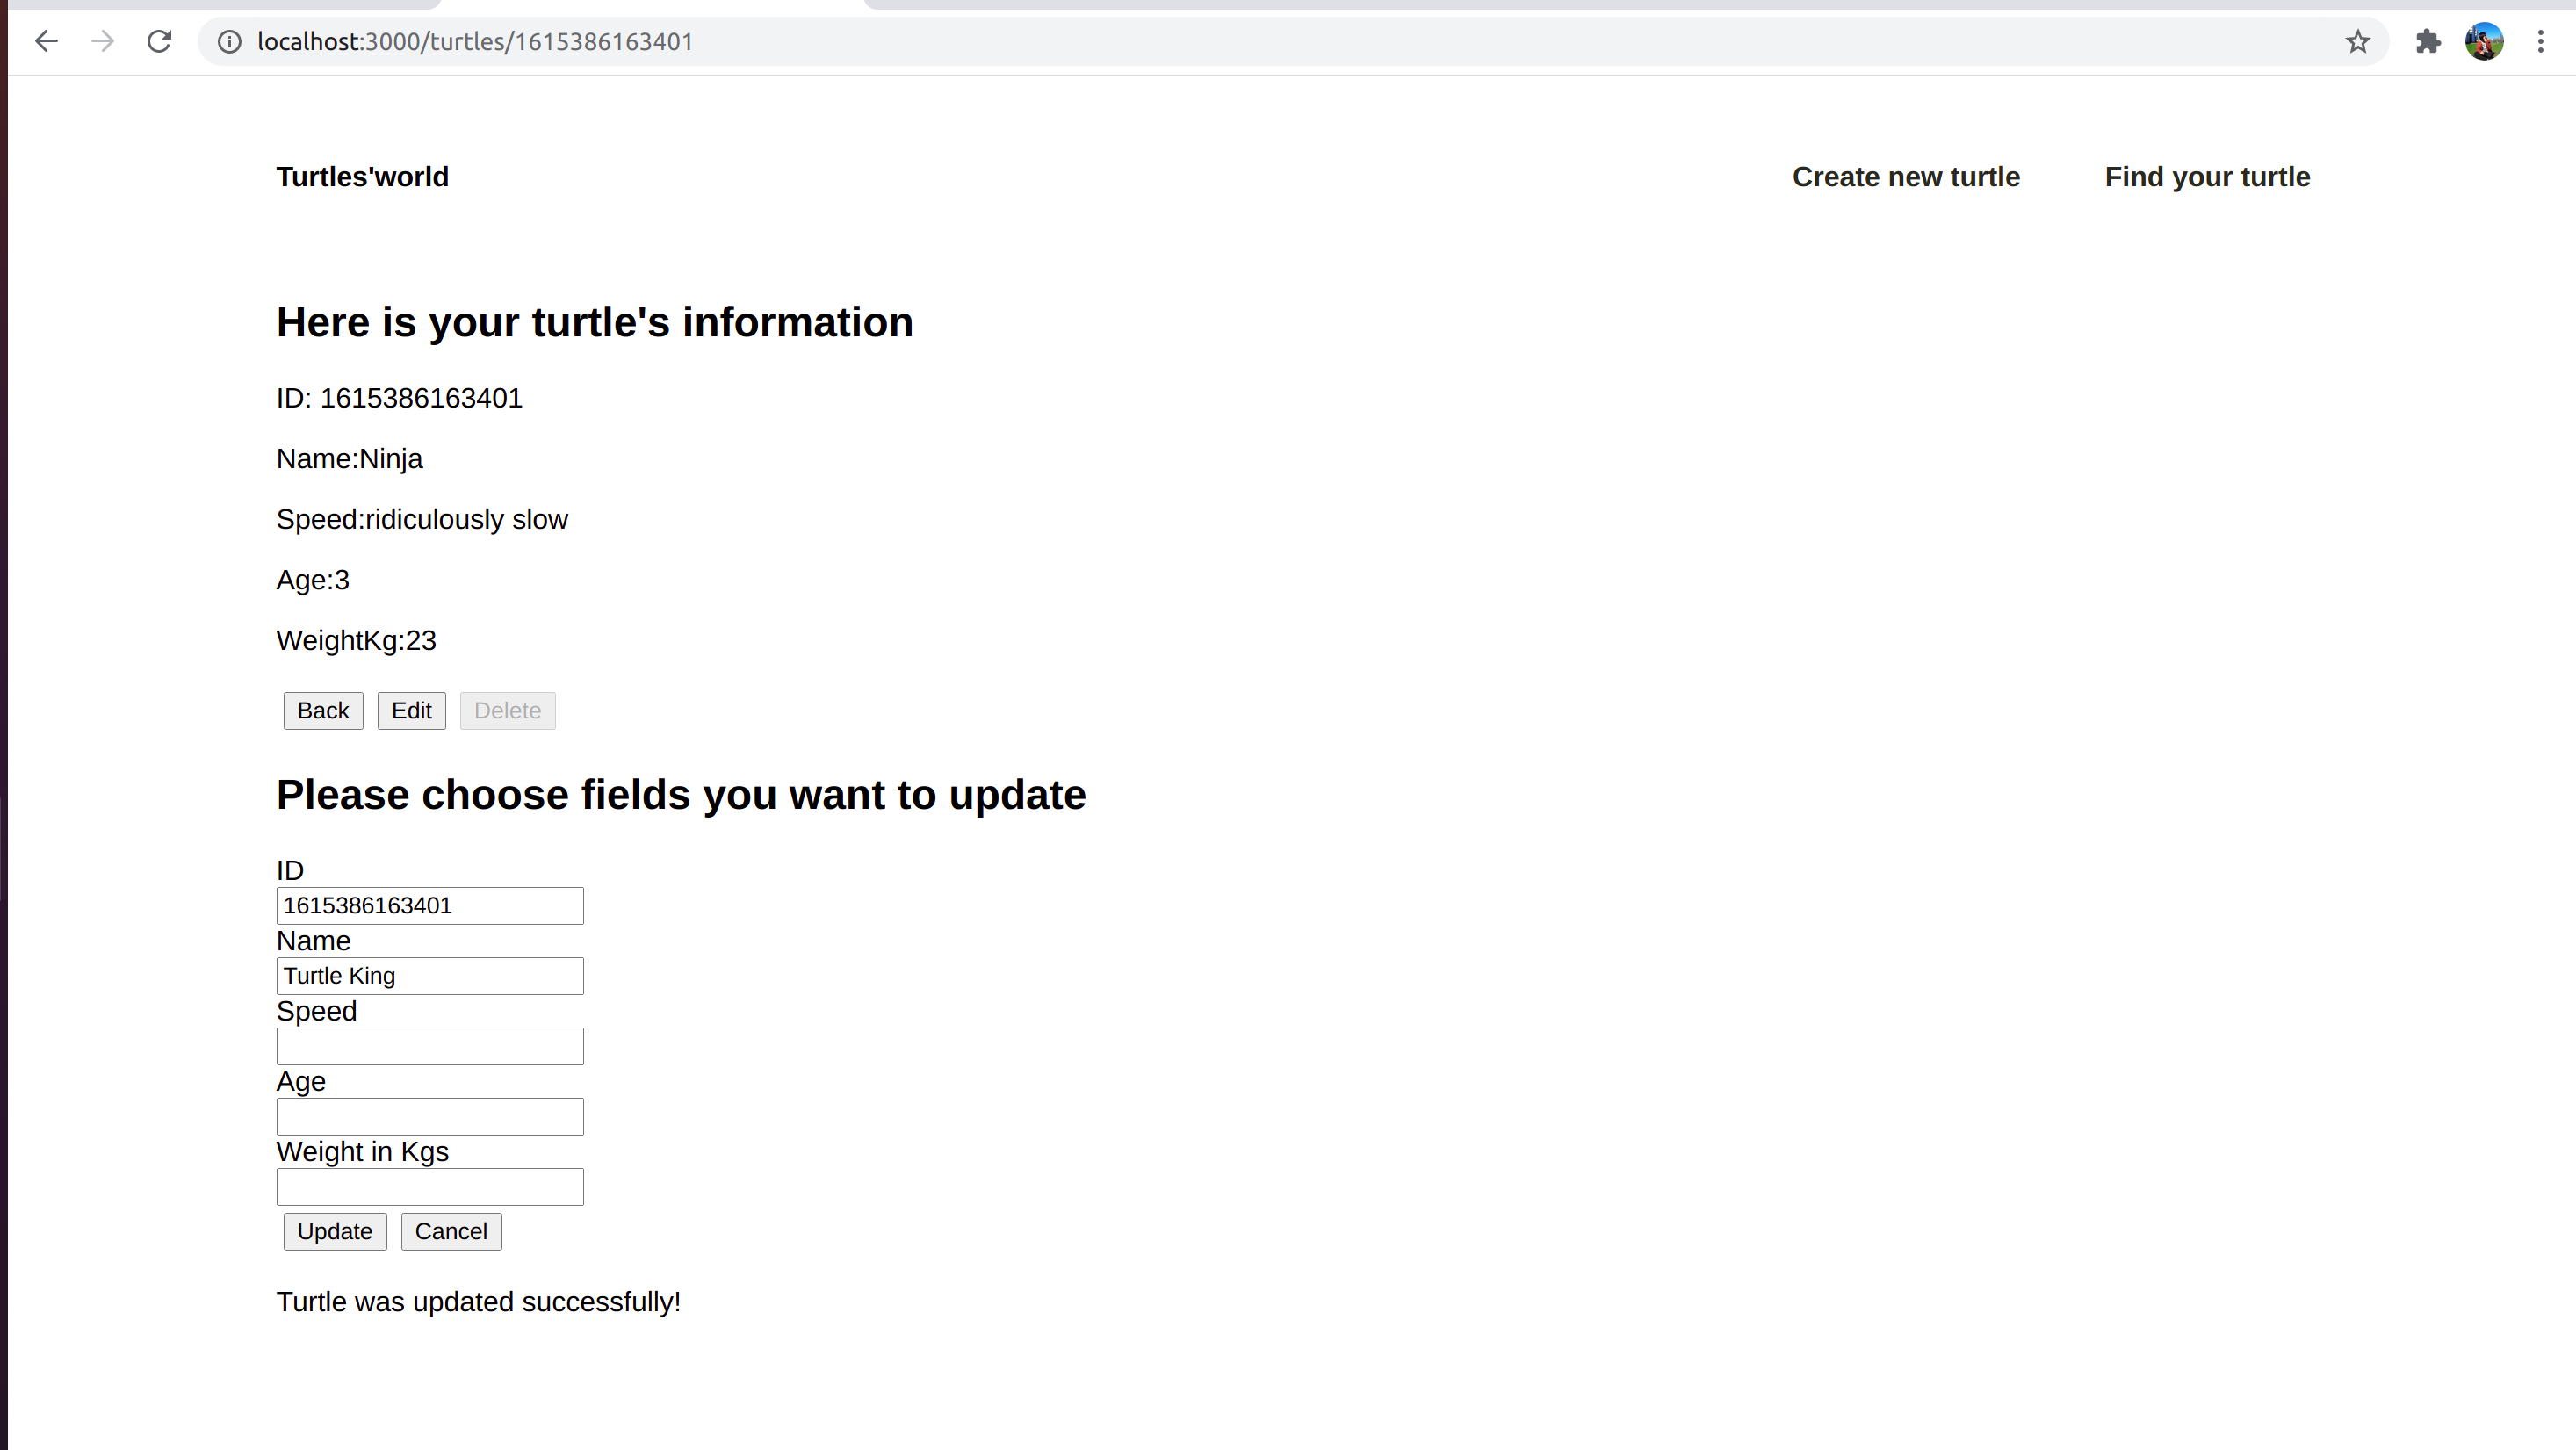 localhost:3000/turtles/1615386163401
Turtles'world Create new turtle Find your turtle
Here is your turtle's information
ID: 1615386163401
Name:Ninja
Speed:ridiculously slow
Age:3
WeightKg:23
Back Edit Delete
Please choose fields you want to update
ID
1615386163401
Name
Turtle King
Speed
Age
Weight in Kgs
Update Cancel
Turtle was updated successfully!